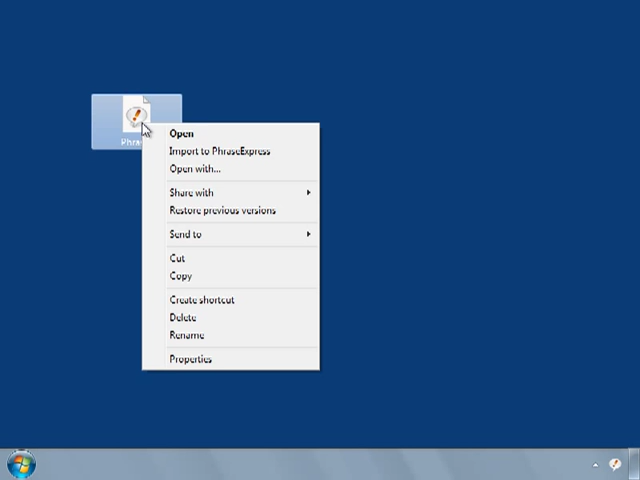 Open
Import to PhraseExpress
Open with...
Share with
Restore previous versions
Send to
Cut
Copy
Create shortcut
Delete
Rename
Properties